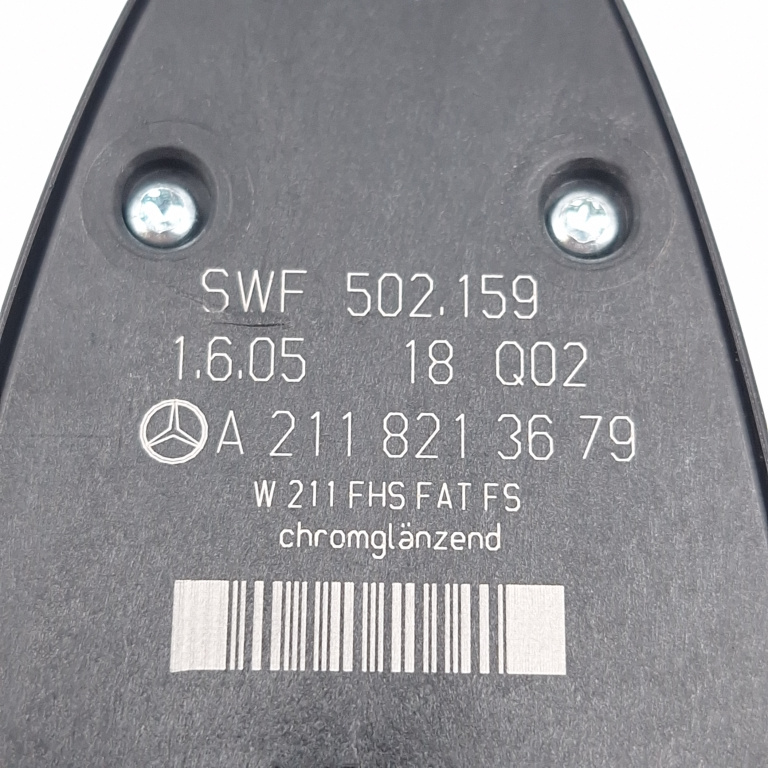 SWF 502.159
1.6.05 18 Q02
A 211 821 36 79
W 211 FHS FAT FS
chromglänzend